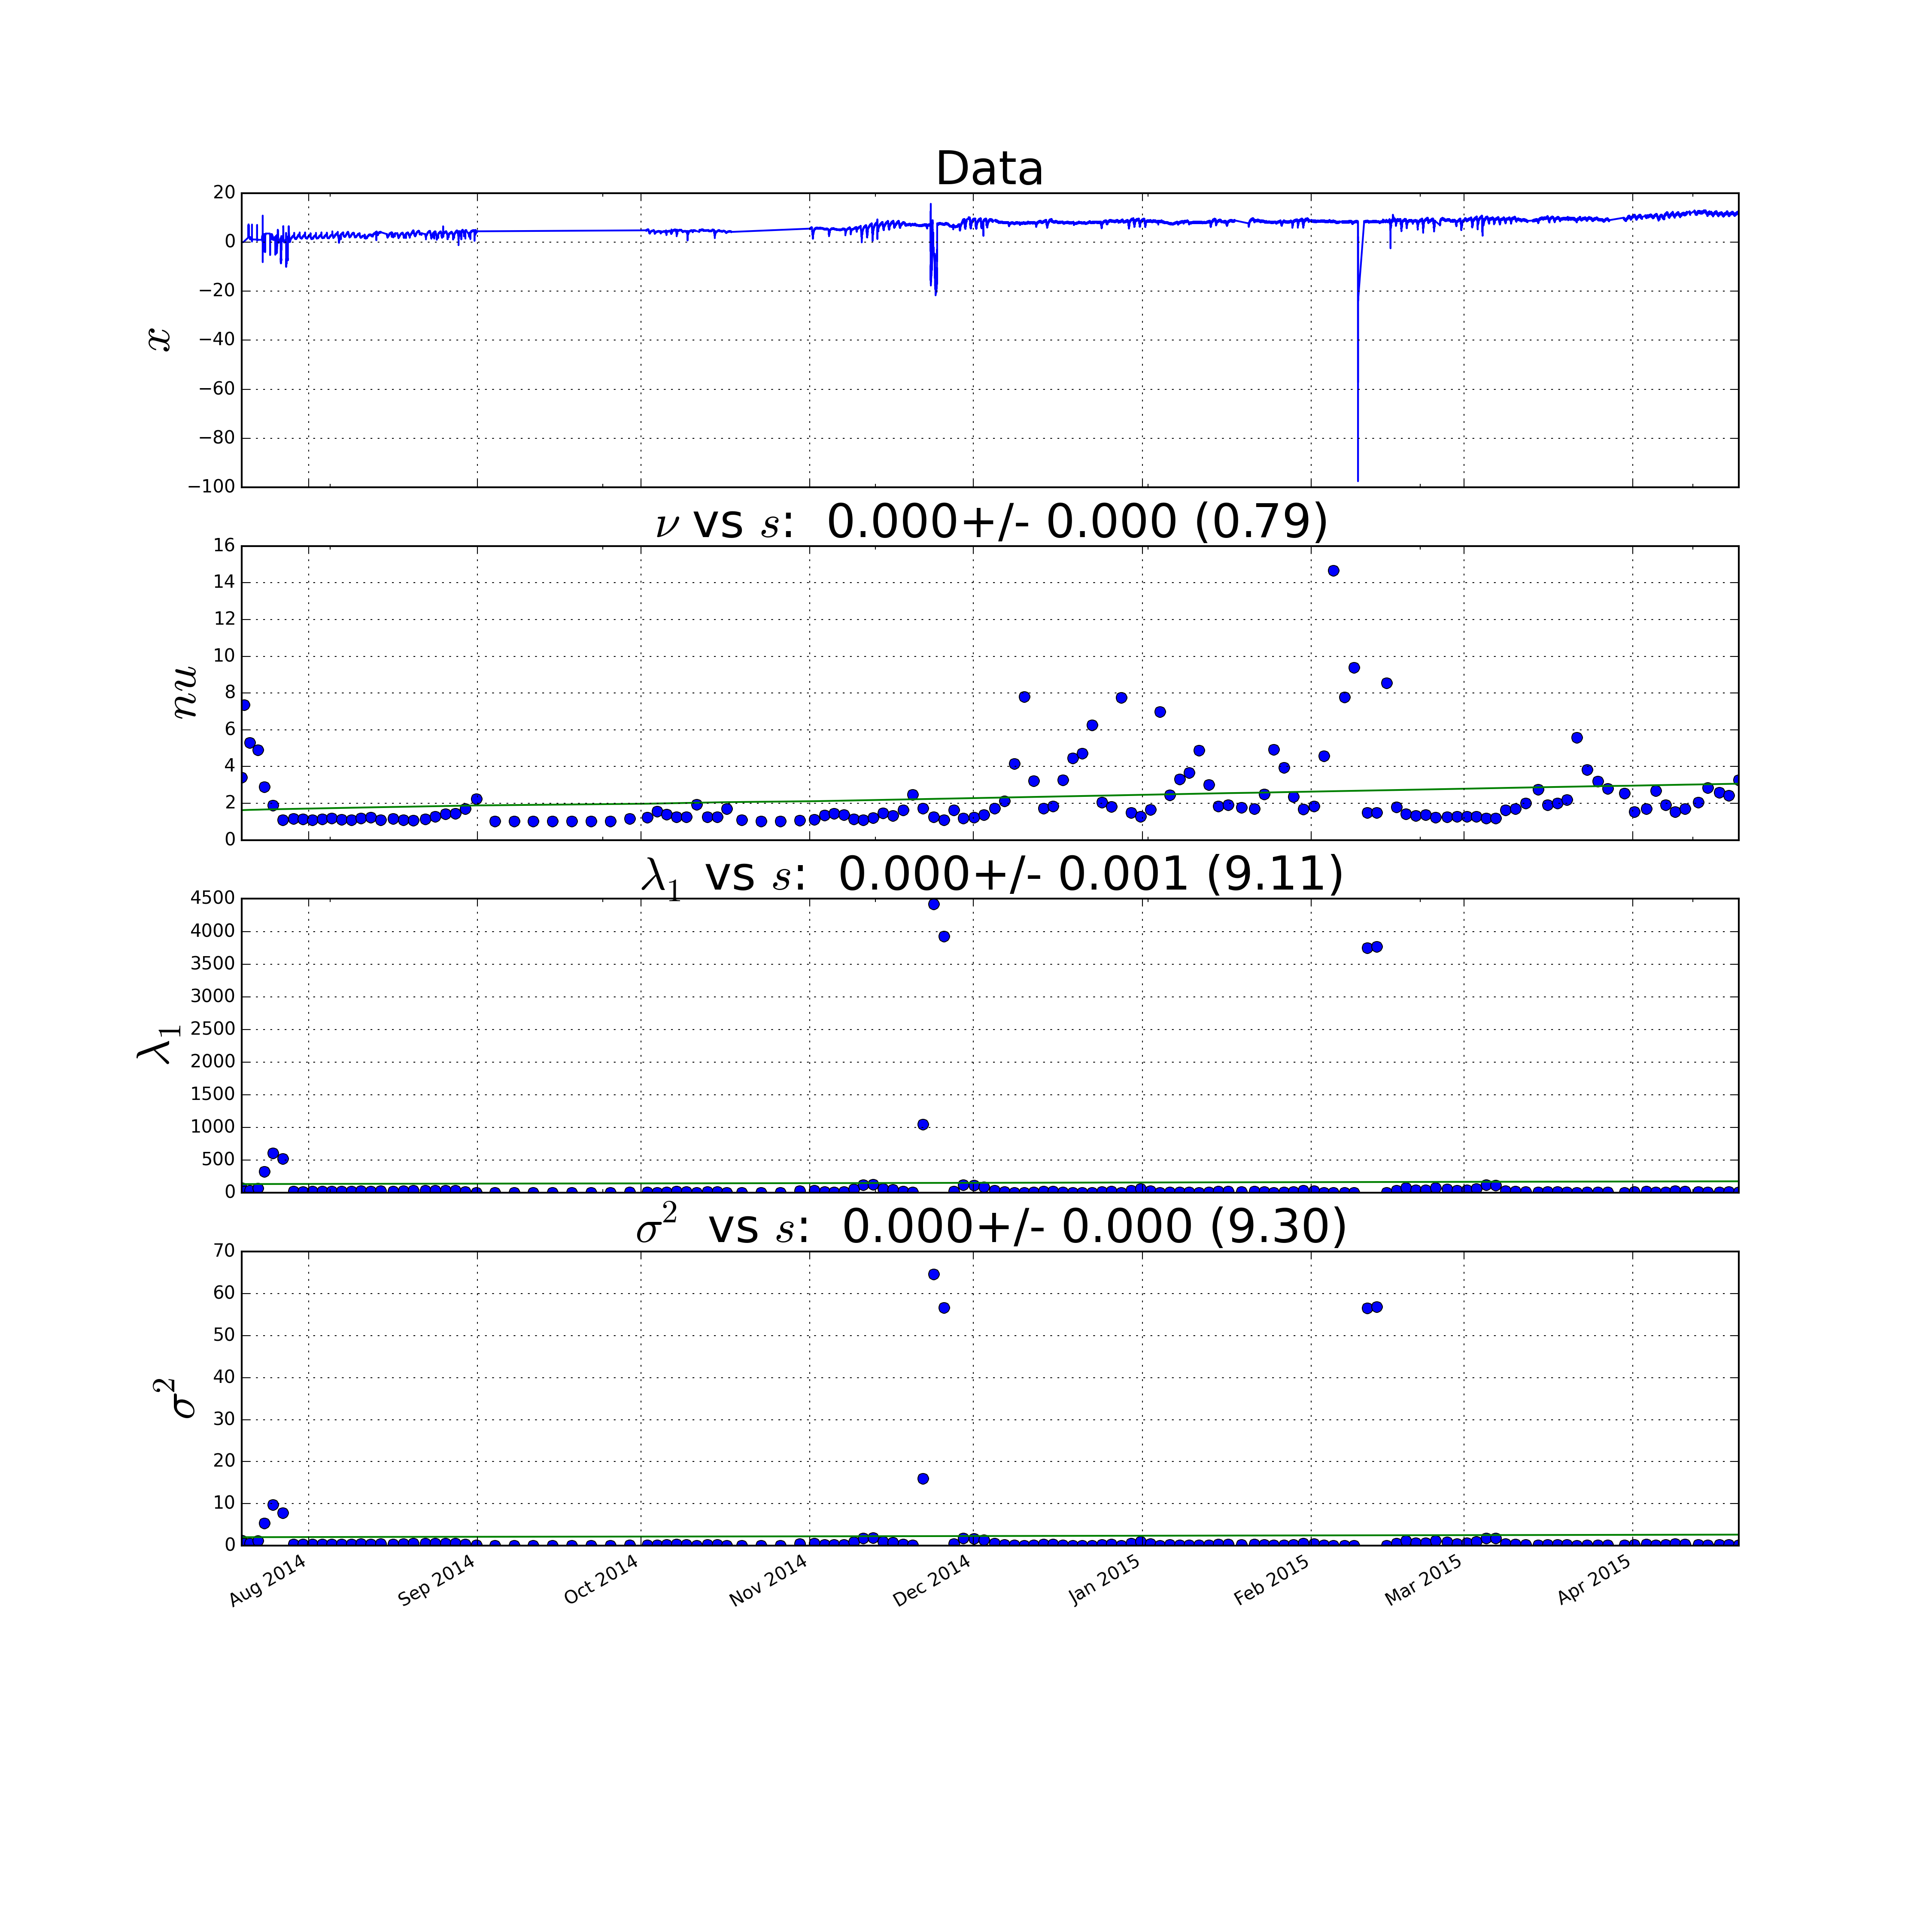 Data
20
0
−20
−40
−60
−80
−100
x
ν vs s: 0.000+/- 0.000 (0.79)
16
14
12
10
8
6
4
2
0
nu
λ₁ vs s: 0.000+/- 0.001 (9.11)
4500
4000
3500
3000
2500
2000
1500
1000
500
0
λ₁
σ² vs s: 0.000+/- 0.000 (9.30)
70
60
50
40
30
20
10
0
σ²
Aug 2014
Sep 2014
Oct 2014
Nov 2014
Dec 2014
Jan 2015
Feb 2015
Mar 2015
Apr 2015